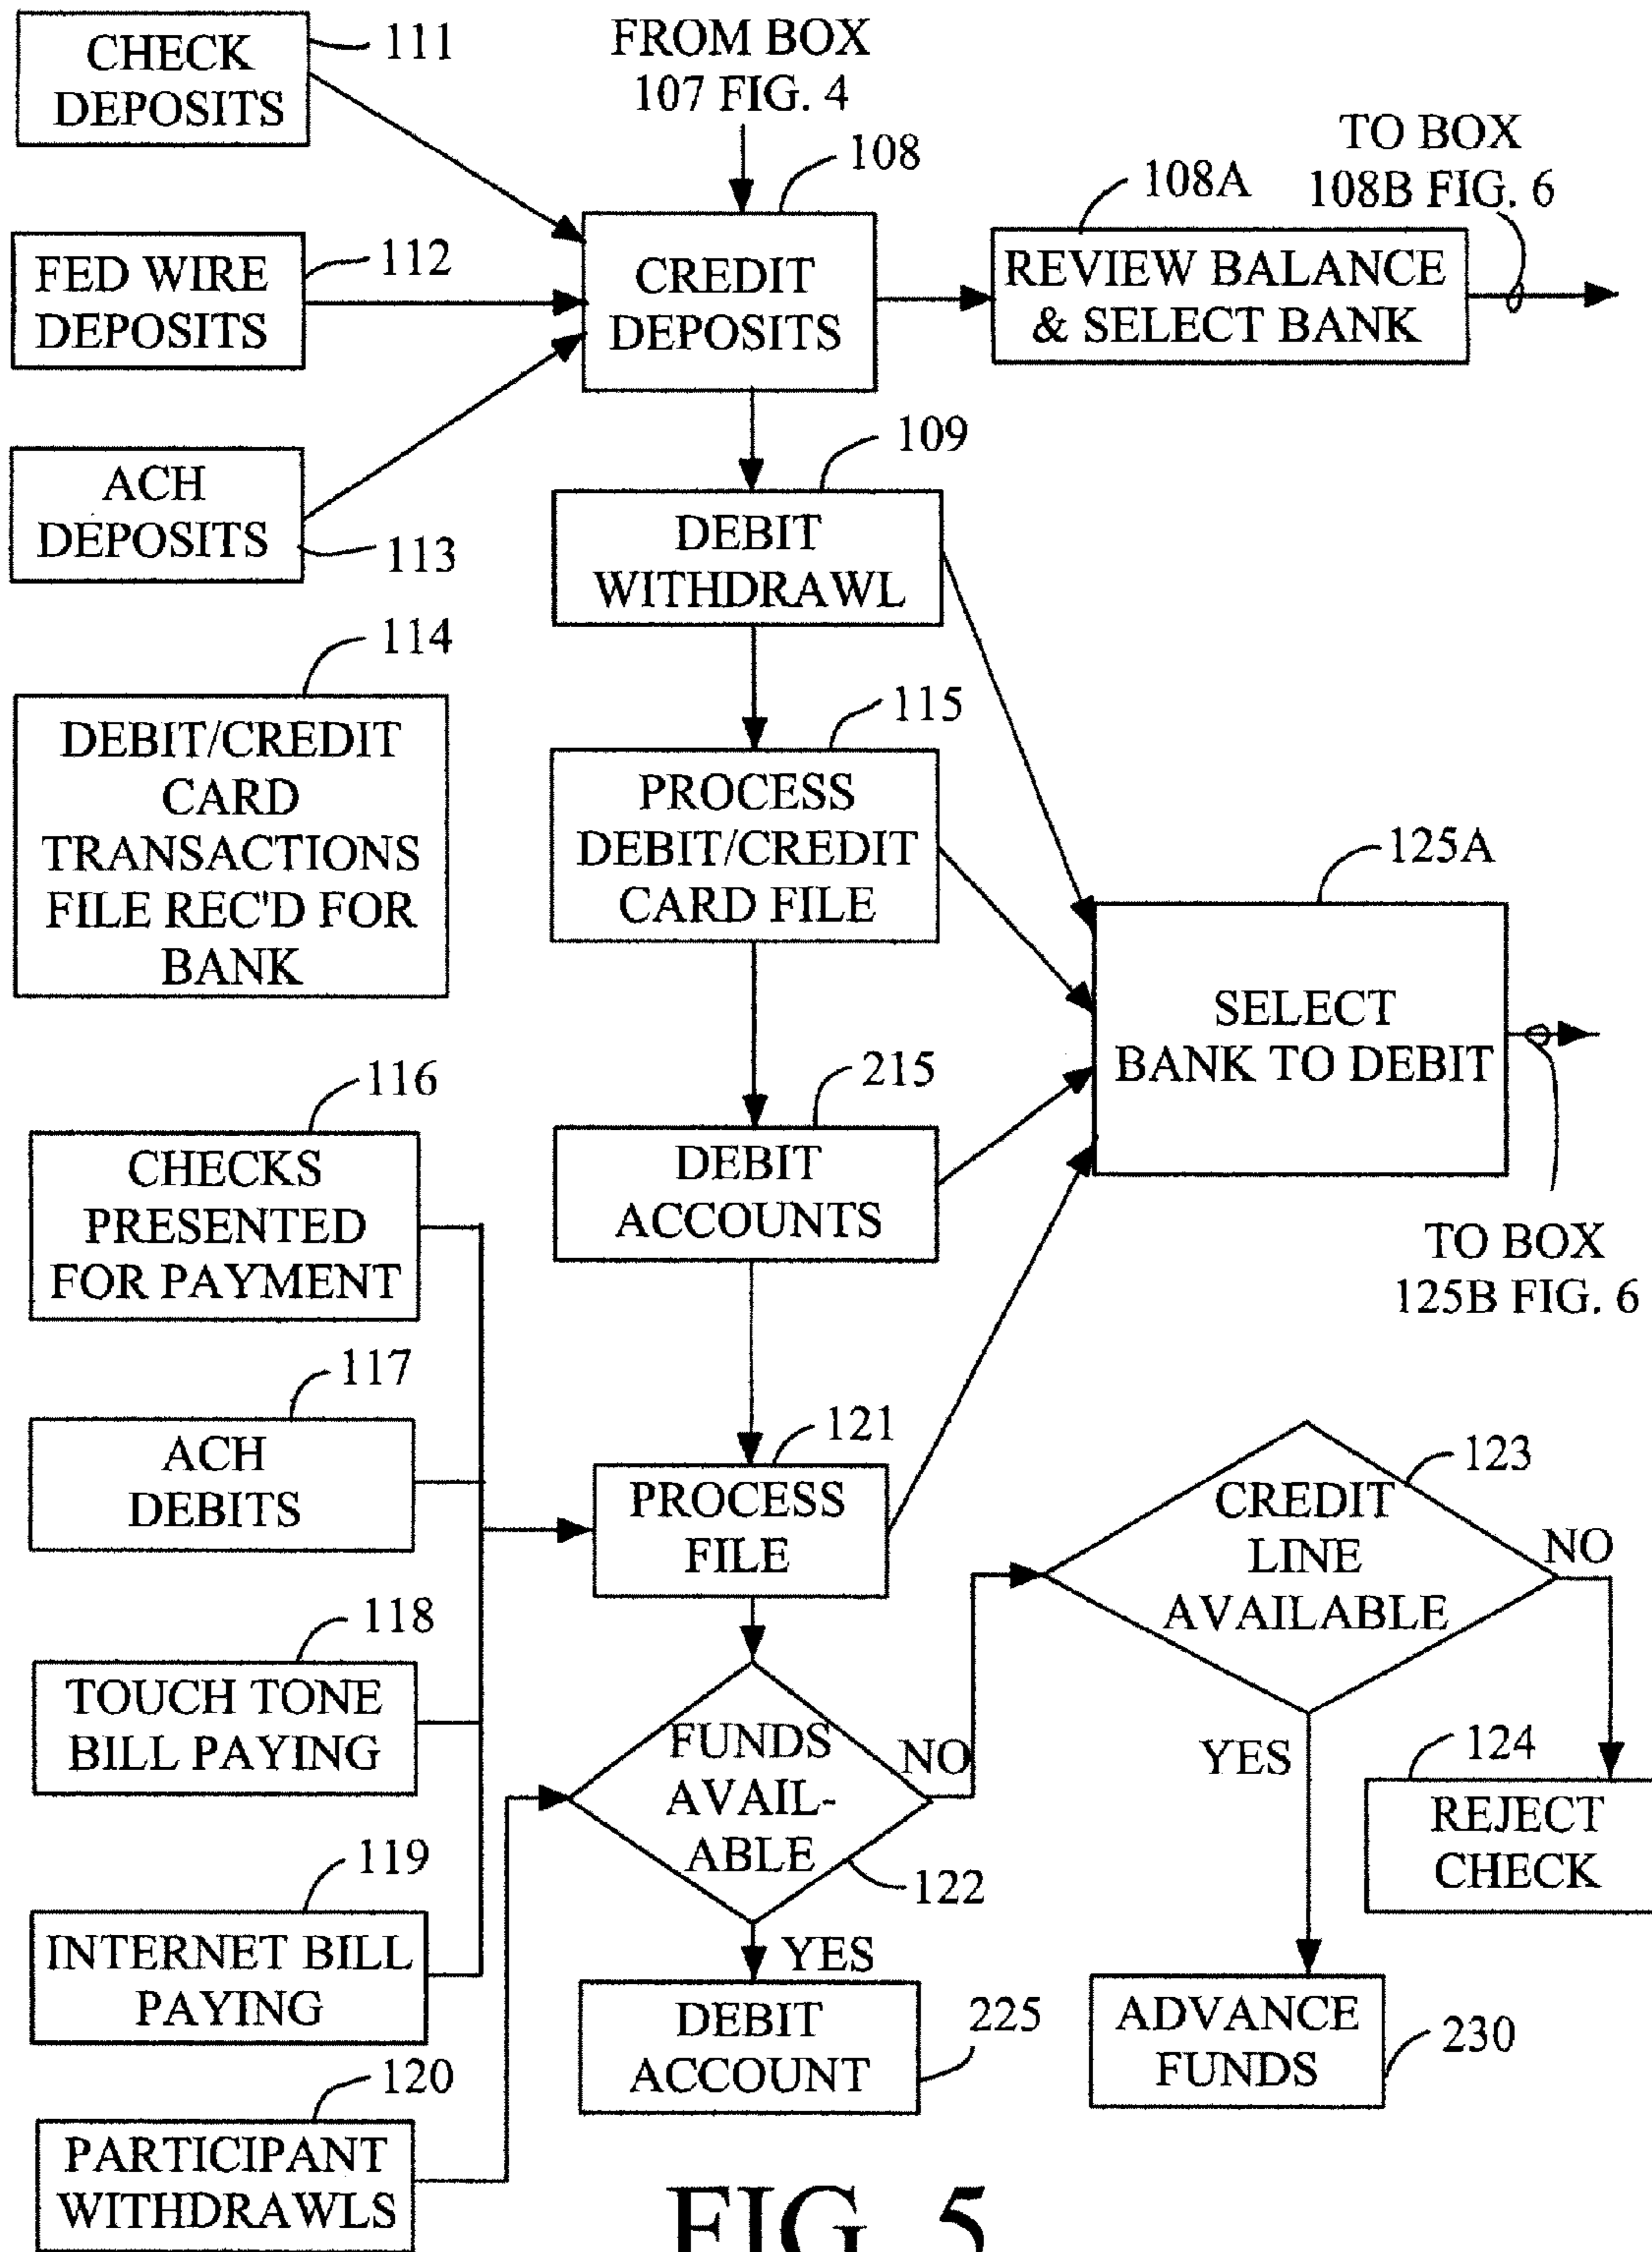 CHECK
DEPOSITS
111
FROM BOX
107 FIG. 4
108
TO BOX
108B FIG. 6
108A
FED WIRE
DEPOSITS
112
CREDIT
DEPOSITS
REVIEW BALANCE
& SELECT BANK
ACH
DEPOSITS
113
109
DEBIT
WITHDRAWL
114
DEBIT/CREDIT
CARD
TRANSACTIONS
FILE REC'D FOR
BANK
115
PROCESS
DEBIT/CREDIT
CARD FILE
125A
SELECT
BANK TO DEBIT
TO BOX
125B FIG. 6
215
DEBIT
ACCOUNTS
116
CHECKS
PRESENTED
FOR PAYMENT
117
ACH
DEBITS
121
PROCESS
FILE
123
CREDIT
LINE
AVAILABLE
NO
YES
118
TOUCH TONE
BILL PAYING
FUNDS
AVAIL-
ABLE
NO
122
YES
124
REJECT
CHECK
119
INTERNET BILL
PAYING
DEBIT
ACCOUNT
225
ADVANCE
FUNDS
230
120
PARTICIPANT
WITHDRAWLS
FIG. 5